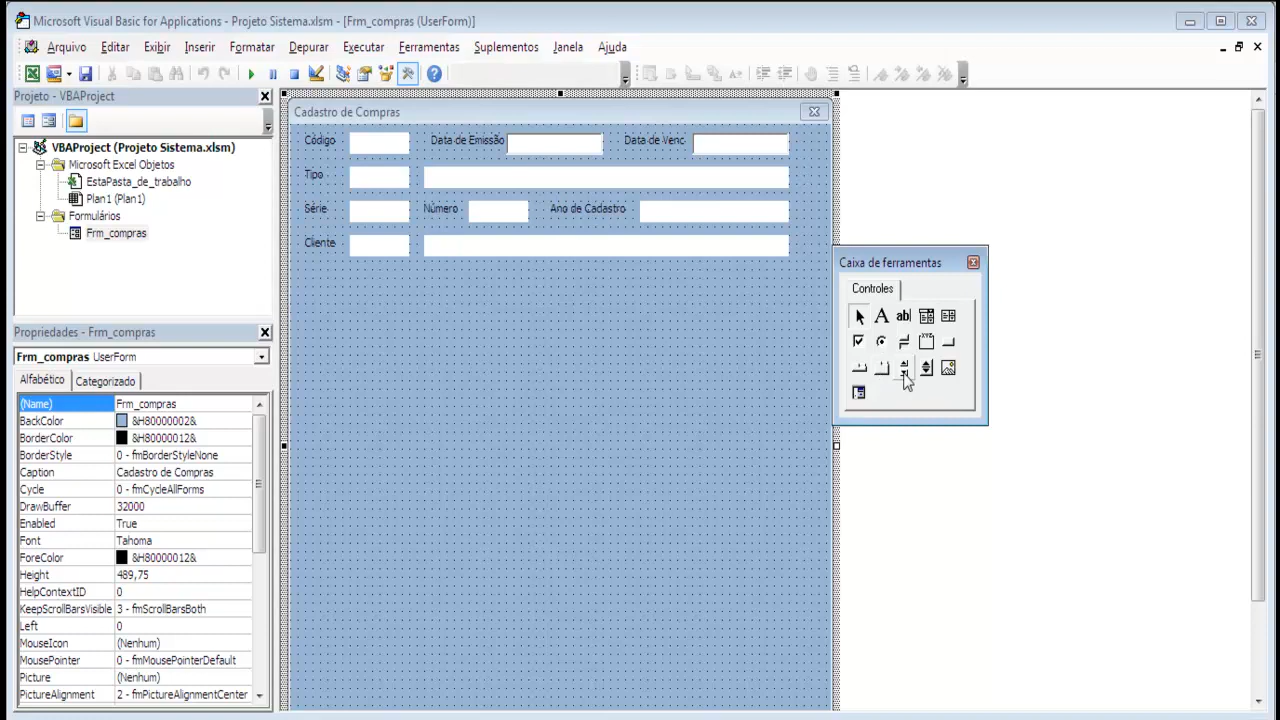 Microsoft Visual Basic for Applications - Projeto Sistema.xlsm - [Frm_compras (UserForm)]
Arquivo Editar Exibir Inserir Formatar Depurar Executar Ferramentas Suplementos Janela Ajuda
Projeto - VBAProject
VBAProject (Projeto Sistema.xlsm)
Microsoft Excel Objetos
EstaPasta_de_trabalho
Plan1 (Plan1)
Formulários
Frm_compras
Propriedades - Frm_compras
Frm_compras UserForm
Alfabético Categorizado
(Name) Frm_compras
BackColor &H80000002&
BorderColor &H80000012&
BorderStyle 0 - fmBorderStyleNone
Caption Cadastro de Compras
Cycle 0 - fmCycleAllForms
DrawBuffer 32000
Enabled True
Font Tahoma
ForeColor &H80000012&
Height 489,75
HelpContextID 0
KeepScrollBarsVisible 3 - fmScrollBarsBoth
Left 0
MouseIcon (Nenhum)
MousePointer 0 - fmMousePointerDefault
Picture (Nenhum)
PictureAlignment 2 - fmPictureAlignmentCenter
Cadastro de Compras
Código Data de Emissão Data de Venc
Tipo
Série Número Ano de Cadastro
Cliente
Caixa de ferramentas
Controles
A ab|